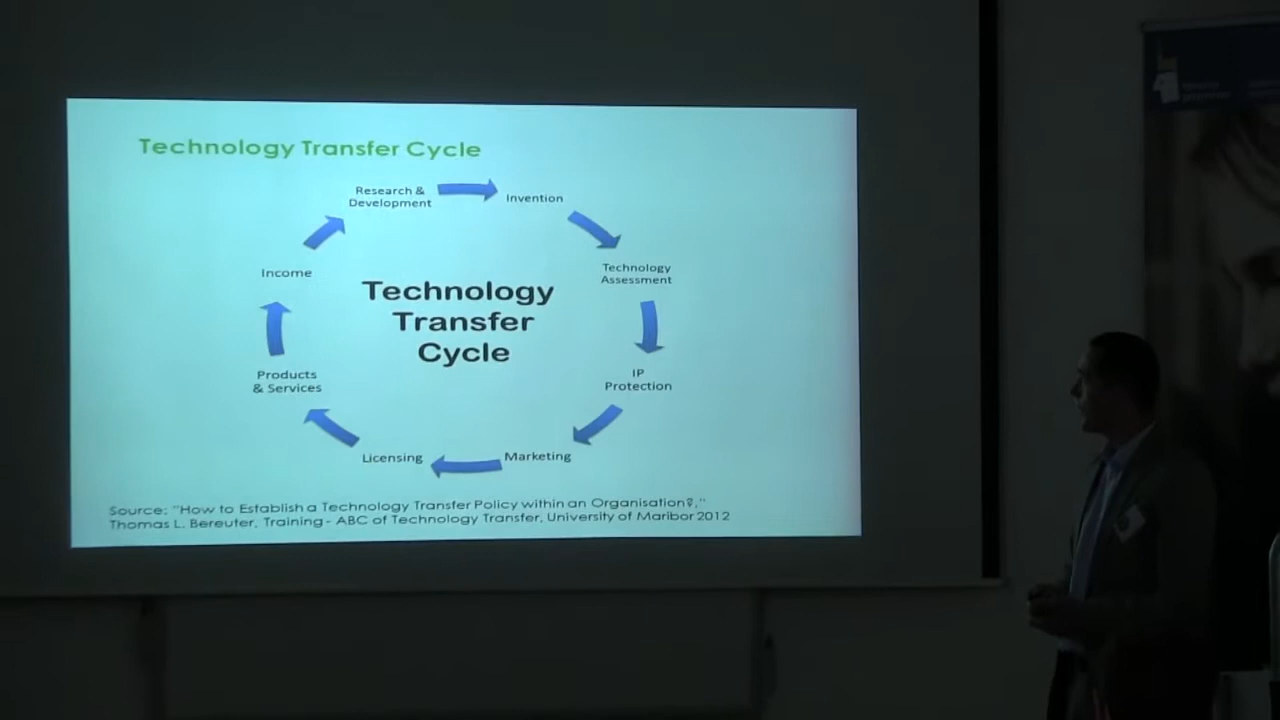 Technology Transfer Cycle
Research &
Development
Invention
Technology
Assessment
IP
Protection
Marketing
Licensing
Products
& Services
Income
Technology
Transfer
Cycle
Source: "How to Establish a Technology Transfer Policy within an Organisation?,"
Thomas L. Bereuter, Training - ABC of Technology Transfer, University of Maribor 2012